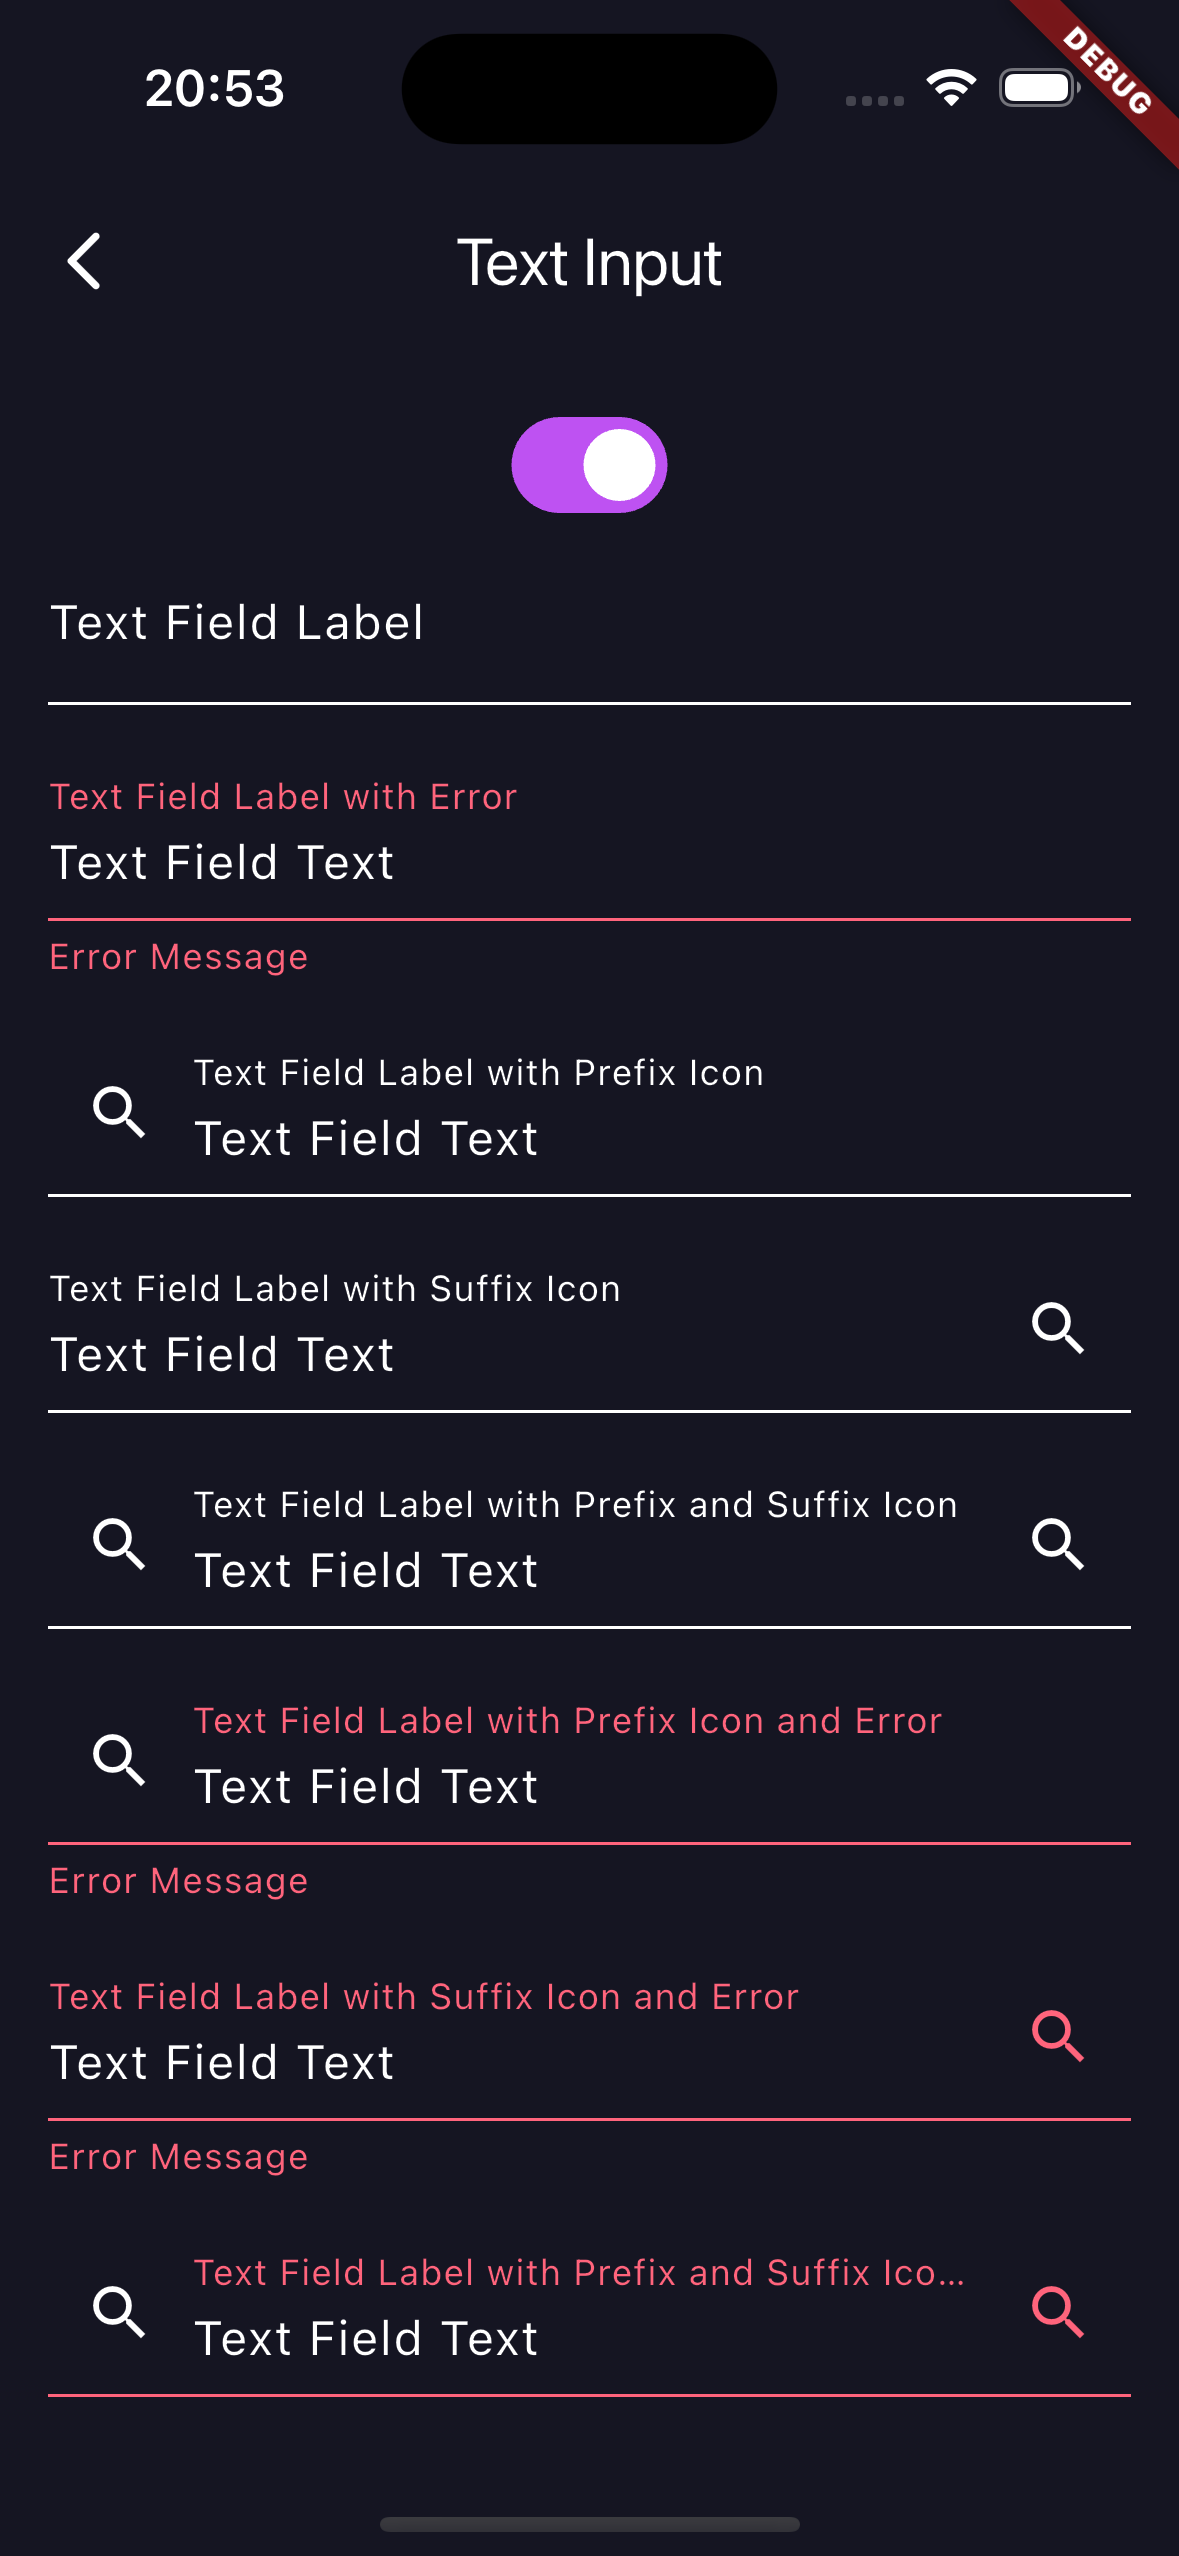 20:53
DEBUG
Text Input
Text Field Label
Text Field Label with Error
Text Field Text
Error Message
Text Field Label with Prefix Icon
Text Field Text
Text Field Label with Suffix Icon
Text Field Text
Text Field Label with Prefix and Suffix Icon
Text Field Text
Text Field Label with Prefix Icon and Error
Text Field Text
Error Message
Text Field Label with Suffix Icon and Error
Text Field Text
Error Message
Text Field Label with Prefix and Suffix Ico...
Text Field Text